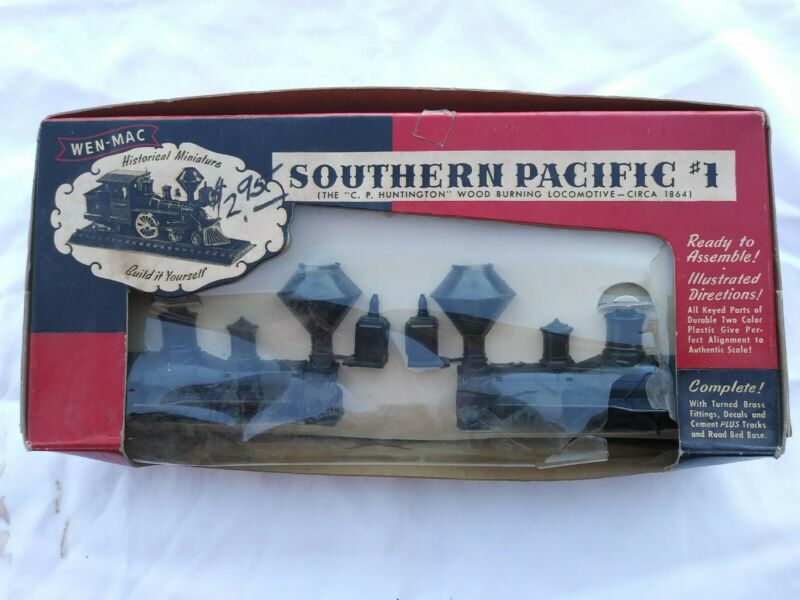 WEN-MAC
Historical Miniature
$2.95
Build it Yourself
SOUTHERN PACIFIC #1
(THE "C. P. HUNTINGTON" WOOD BURNING LOCOMOTIVE—CIRCA 1864)
Ready to
Assemble!
Illustrated
Directions!
All Keyed Parts of
Durable Two Color
Plastic Give Per-
fect Alignment to
Authentic Scale!
Complete!
With Turned Brass
Fittings, Decals and
Cement PLUS Tracks
and Road Bed Base.